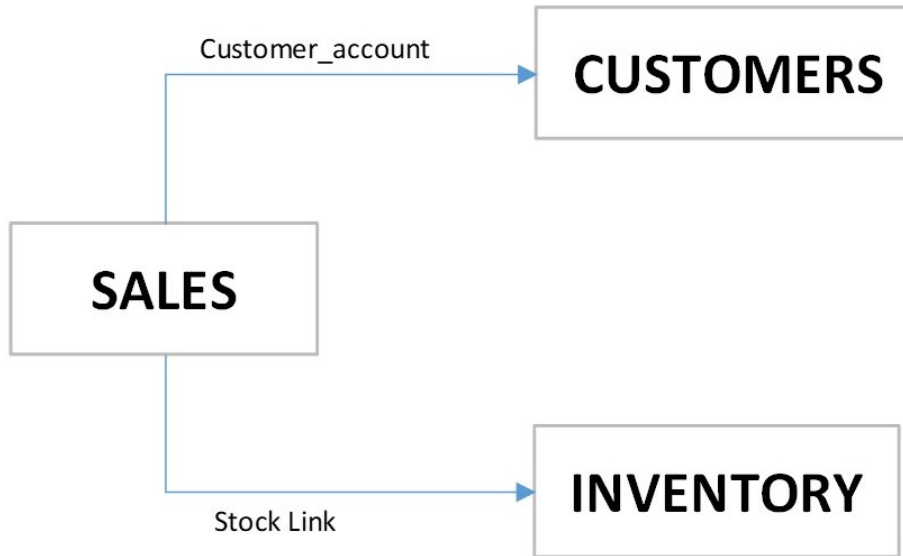 Customer_account
CUSTOMERS
SALES
INVENTORY
Stock Link